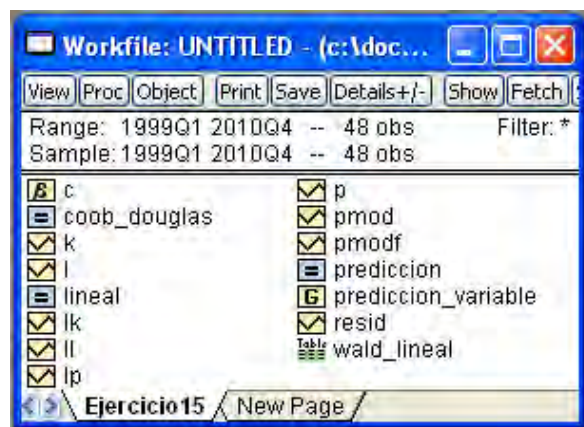 Workfile: UNTITLED - (c:\doc...
View Proc Object Print Save Details+/- Show Fetch
Range: 1999Q1 2010Q4 -- 48 obs Filter: *
Sample: 1999Q1 2010Q4 -- 48 obs
β c
= coob_douglas
k
l
= lineal
lk
ll
lp
p
pmod
pmodf
= prediccion
G prediccion_variable
resid
Table wald_lineal
Ejercicio15 New Page